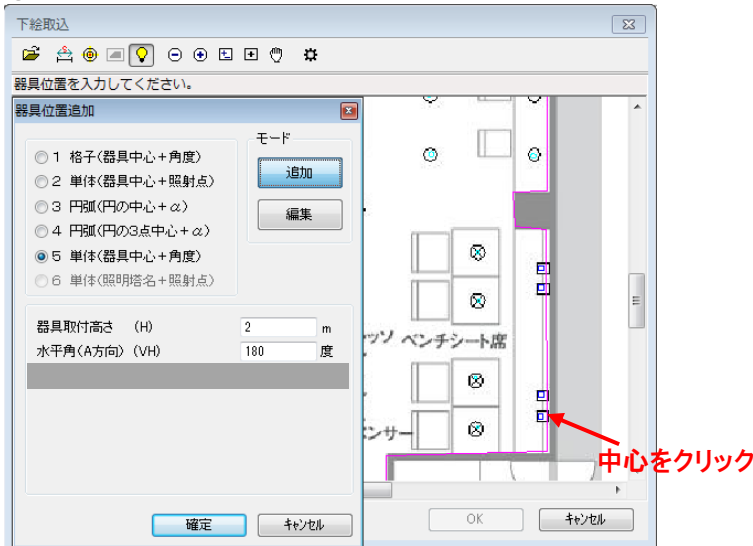 下絵取込
器具位置を入力してください。
器具位置追加
1 格子(器具中心+角度)
2 単体(器具中心+照射点)
3 円弧(円の中心+α)
4 円弧(円の3点中心+α)
5 単体(器具中心+角度)
6 単体(照明塔名+照射点)
モード
追加
編集
器具取付高さ (H) 2 m
水平角(A方向) (VH) 180 度
確定
キャンセル
ベンチシート席
ンサー
中心をクリック
OK
キャンセル